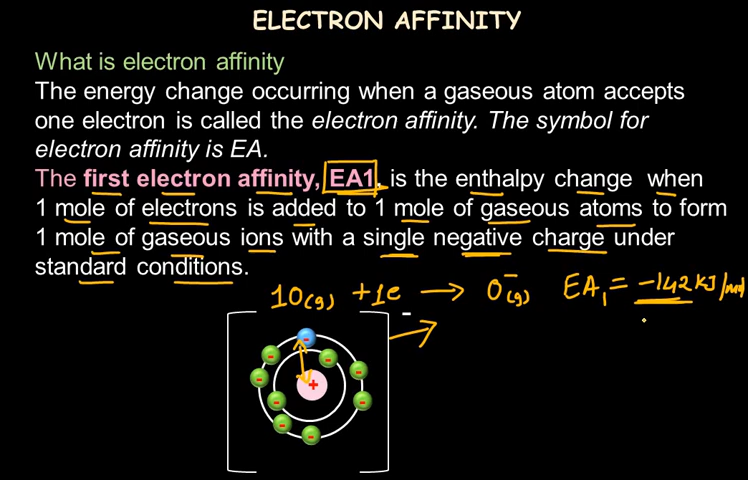 ELECTRON AFFINITY
What is electron affinity
The energy change occurring when a gaseous atom accepts
one electron is called the electron affinity. The symbol for
electron affinity is EA.
The first electron affinity, EA1, is the enthalpy change when
1 mole of electrons is added to 1 mole of gaseous atoms to form
1 mole of gaseous ions with a single negative charge under
standard conditions.
1O(g) +1e → O⁻(g) EA₁ = -142 kJ/mol
-
- - - - + - - - - -